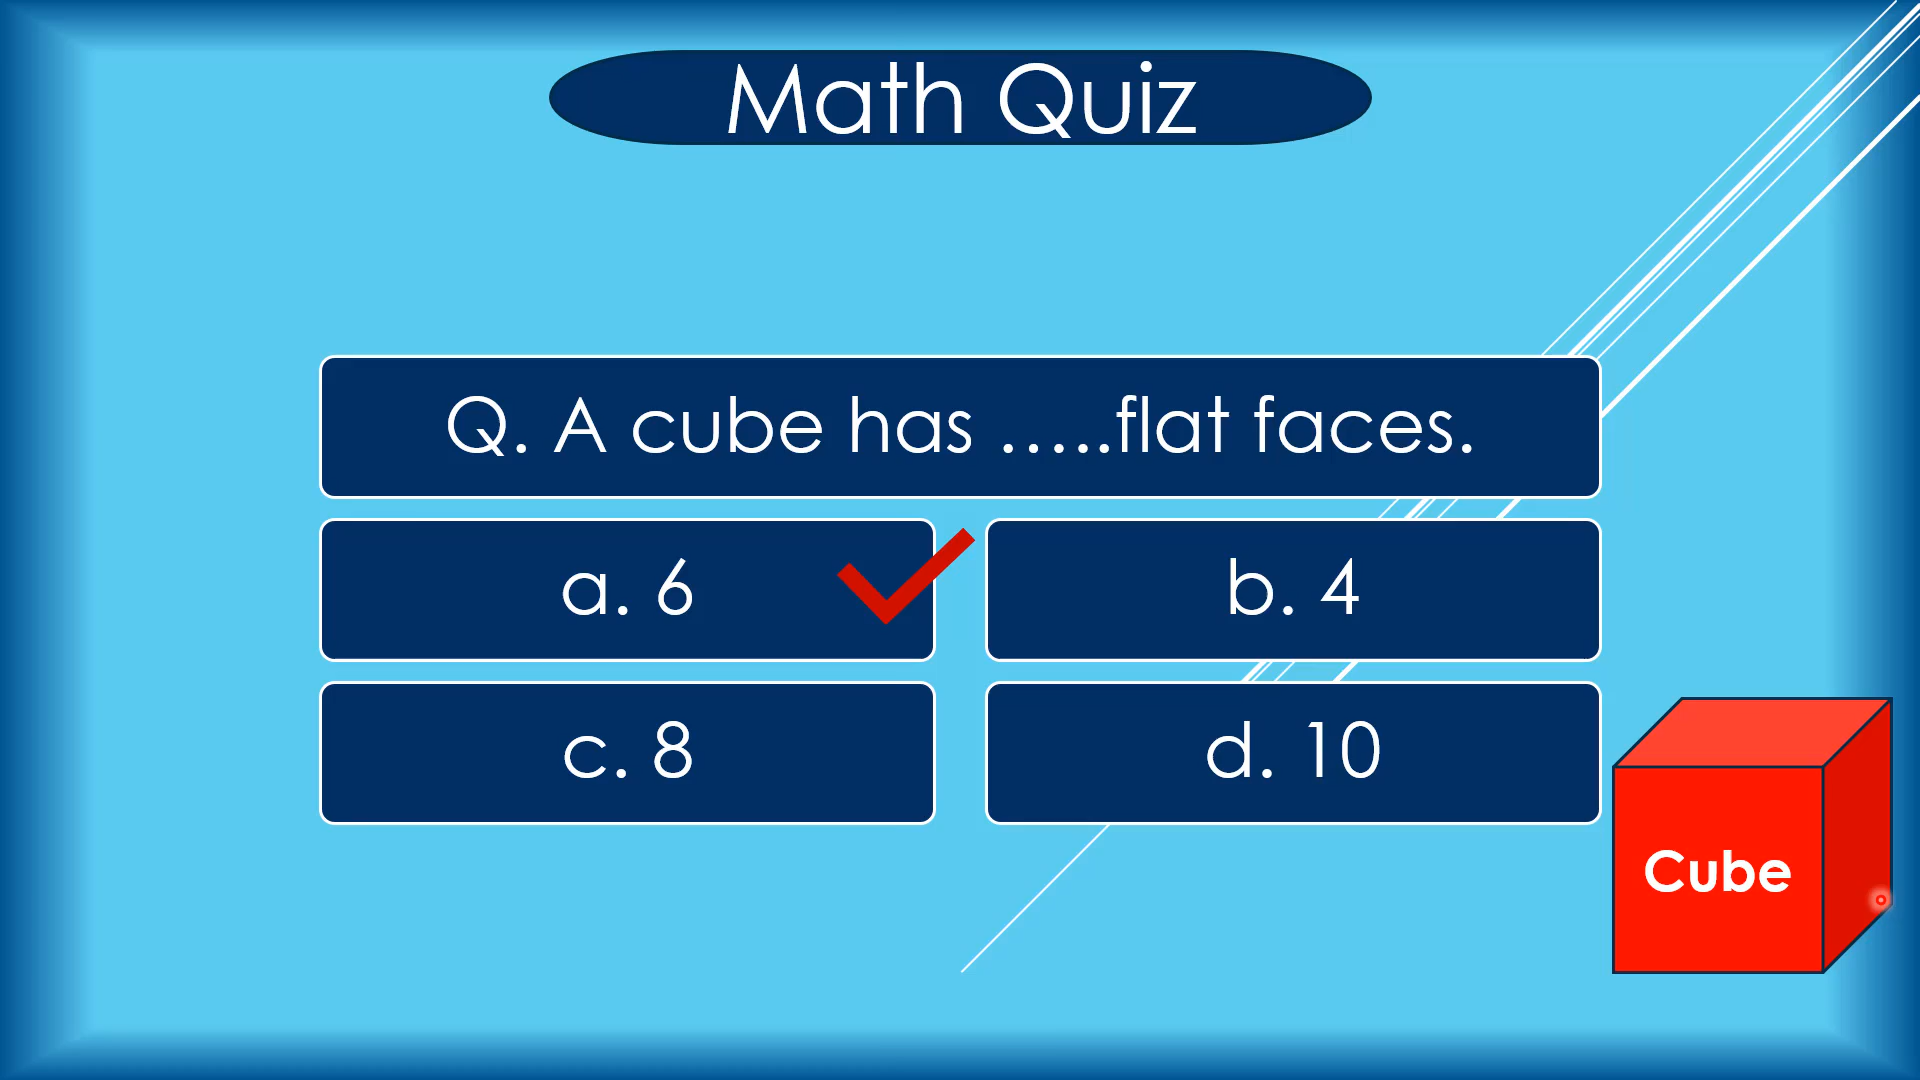 Math Quiz
Q. A cube has .....flat faces.
a. 6
b. 4
c. 8
d. 10
Cube